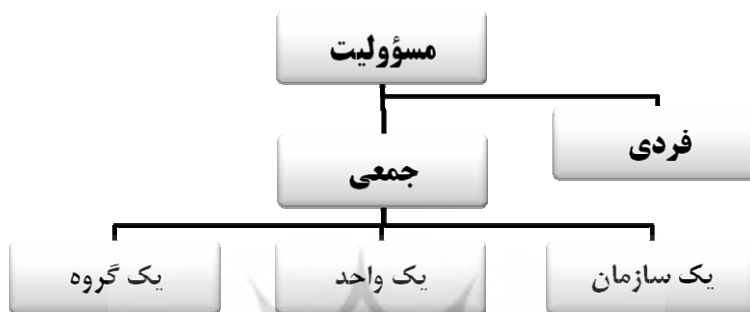 مسؤولیت
فردی
جمعی
یک سازمان
یک واحد
یک گروه